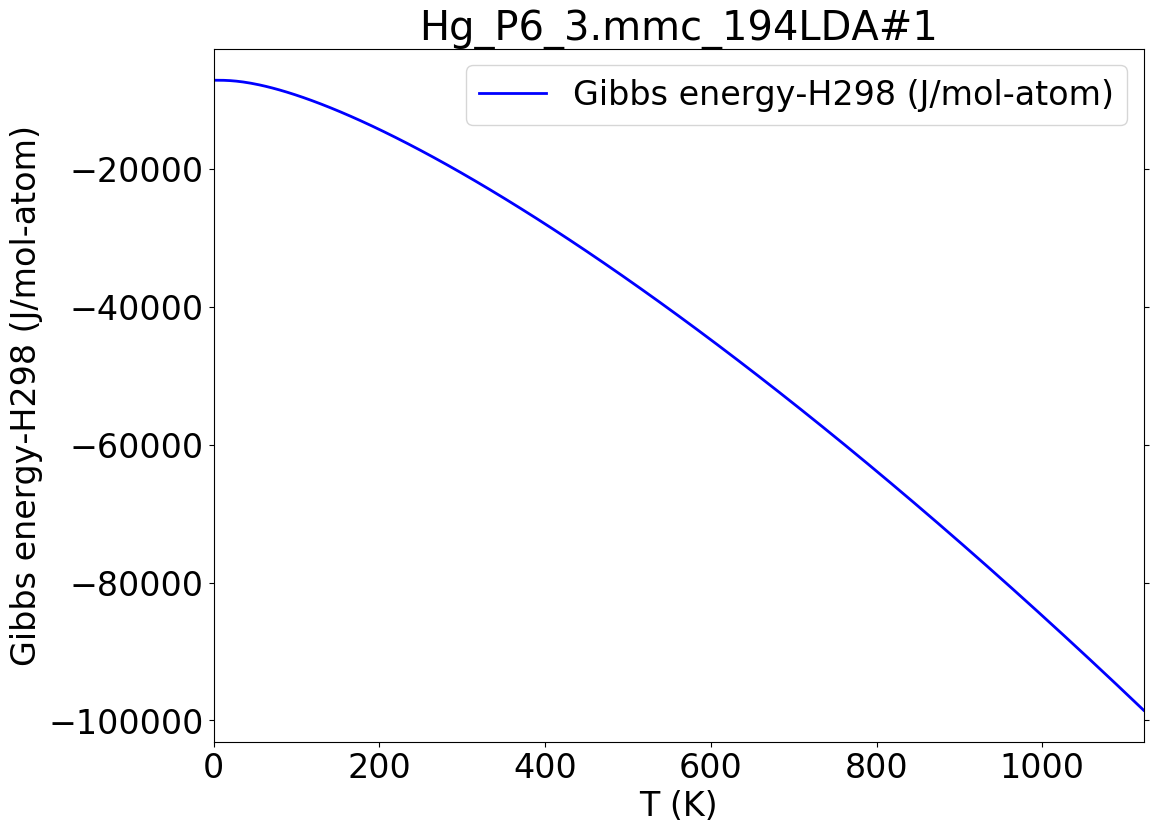 Hg_P6_3.mmc_194LDA#1
Gibbs energy-H298 (J/mol-atom)
Gibbs energy-H298 (J/mol-atom)
−20000
−40000
−60000
−80000
−100000
0 200 400 600 800 1000
T (K)